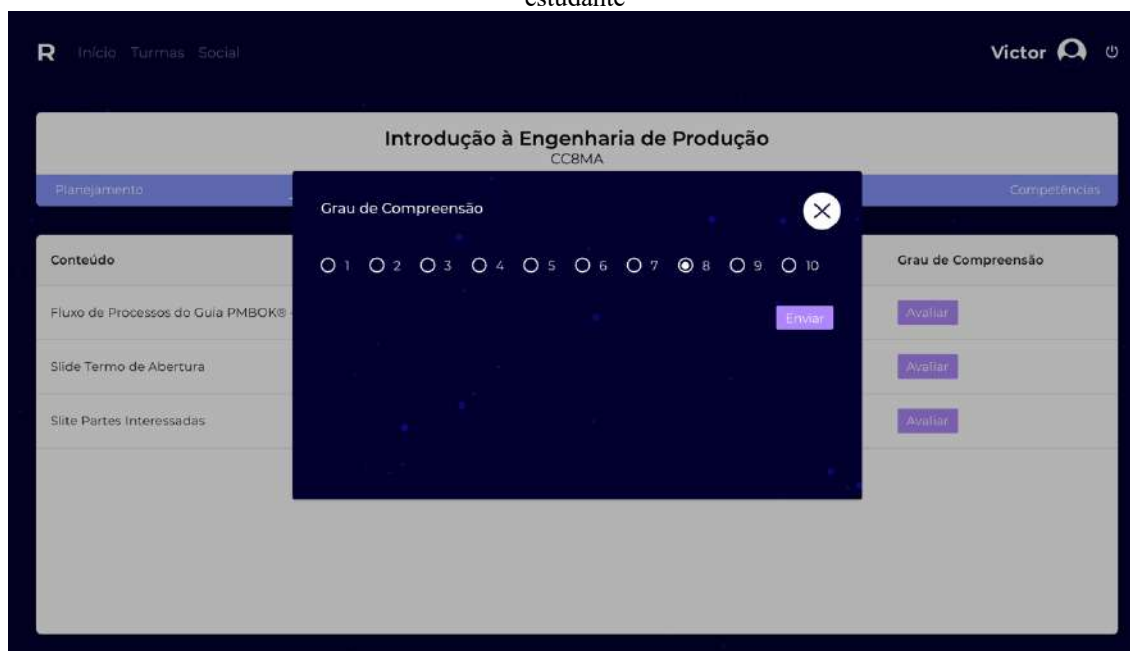 estudante
R Início Turmas Social Victor
Introdução à Engenharia de Produção
CC8MA
Planejamento Competências
Grau de Compreensão
Conteúdo Grau de Compreensão
1 2 3 4 5 6 7 8 9 10
Fluxo de Processos do Guia PMBOK® - Enviar Avaliar
Slide Termo de Abertura Avaliar
Slite Partes Interessadas Avaliar